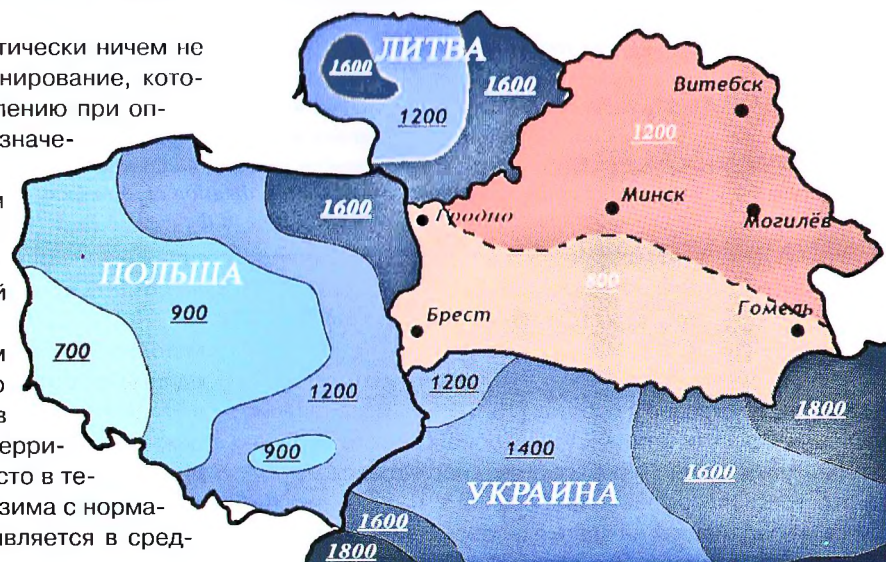 тически ничем не
нирование, кото-
лению при оп-
значе-
й
м
о
в
ерри-
сто в те-
зима с норма-
вляется в сред-
ЛИТВА
1600
1600
1200
Витебск
1200
1600
Гродно
Минск
Могилёв
ПОЛЬША
900
800
700
Брест
Гомель
1200
1200
1800
900
1400
1600
УКРАИНА
1600
1800